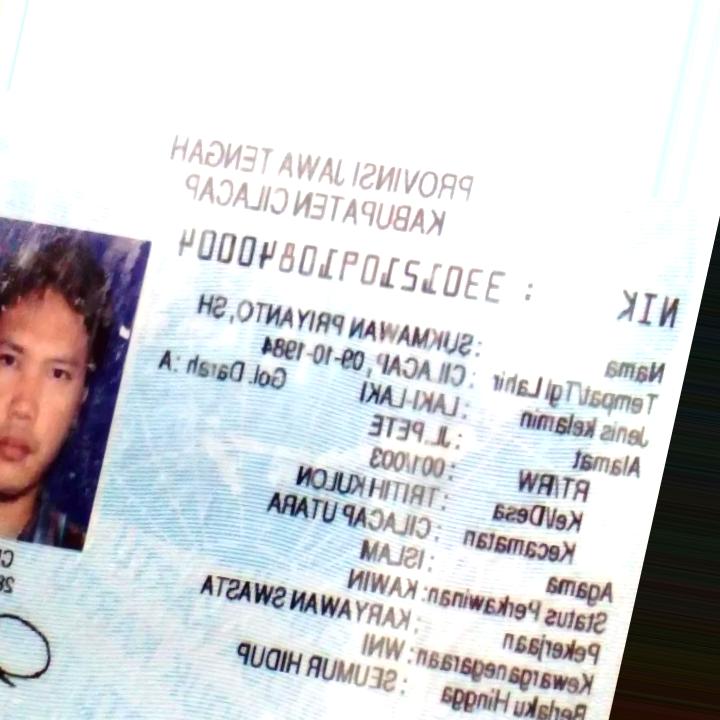 PROVINSI JAWA TENGAH
KABUPATEN CILACAP
NIK : 3301210910840004
Nama : SUKMAWAN PRIYANTO, SH
Tempat/Tgl Lahir : CILACAP, 09-10-1984
Jenis kelamin : LAKI-LAKI Gol. Darah : A
Alamat : JL. PETE
RT/RW : 001/003
Kel/Desa : TRITIH KULON
Kecamatan : CILACAP UTARA
Agama : ISLAM
Status Perkawinan: KAWIN
Pekerjaan : KARYAWAN SWASTA
Kewarganegaraan: WNI
Berlaku Hingga : SEUMUR HIDUP